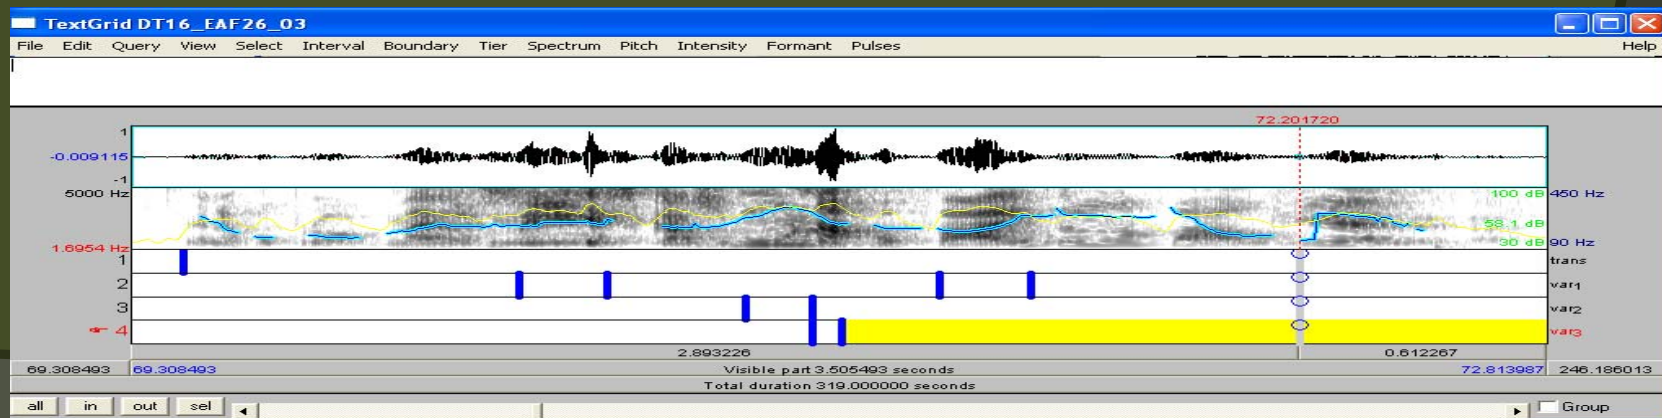 TextGrid DT16_EAF26_03
File Edit Query View Select Interval Boundary Tier Spectrum Pitch Intensity Formant Pulses Help
72.201720
1
-0.009115
-1
5000 Hz 100 dB 450 Hz
58.1 dB
1.6954 Hz 30 dB 90 Hz
1 trans
2 var1
3 var2
4 var3
2.893226 0.612267
69.308493 69.308493 Visible part 3.505493 seconds 72.813987 246.186013
Total duration 319.000000 seconds
all in out sel Group